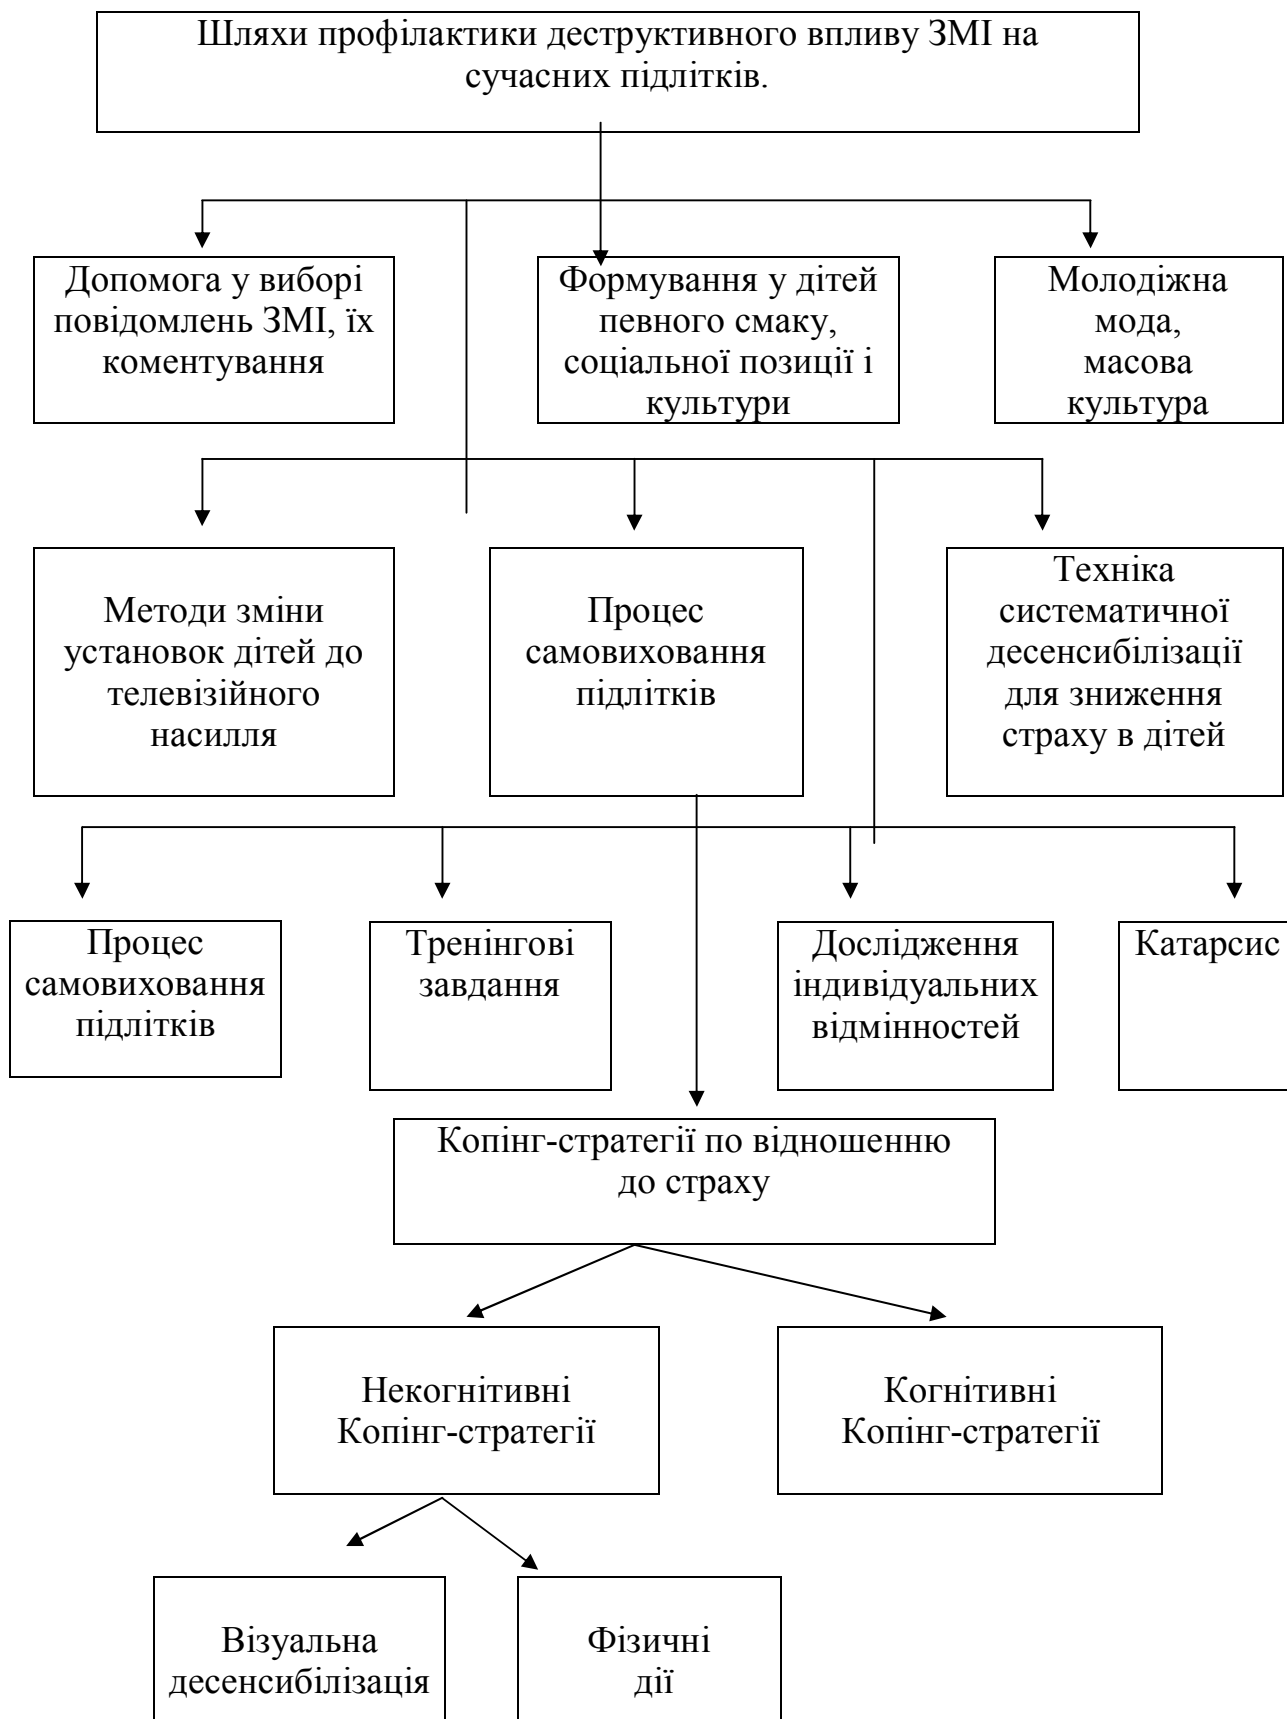 Шляхи профілактики деструктивного впливу ЗМІ на
сучасних підлітків.
Допомога у виборі
повідомлень ЗМІ, їх
коментування
Формування у дітей
певного смаку,
соціальної позиції і
культури
Молодіжна
мода,
масова
культура
Методи зміни
установок дітей до
телевізійного
насилля
Процес
самовиховання
підлітків
Техніка
систематичної
десенсибілізації
для зниження
страху в дітей
Процес
самовиховання
підлітків
Тренінгові
завдання
Дослідження
індивідуальних
відмінностей
Катарсис
Копінг-стратегії по відношенню
до страху
Некогнітивні
Копінг-стратегії
Когнітивні
Копінг-стратегії
Візуальна
десенсибілізація
Фізичні
дії